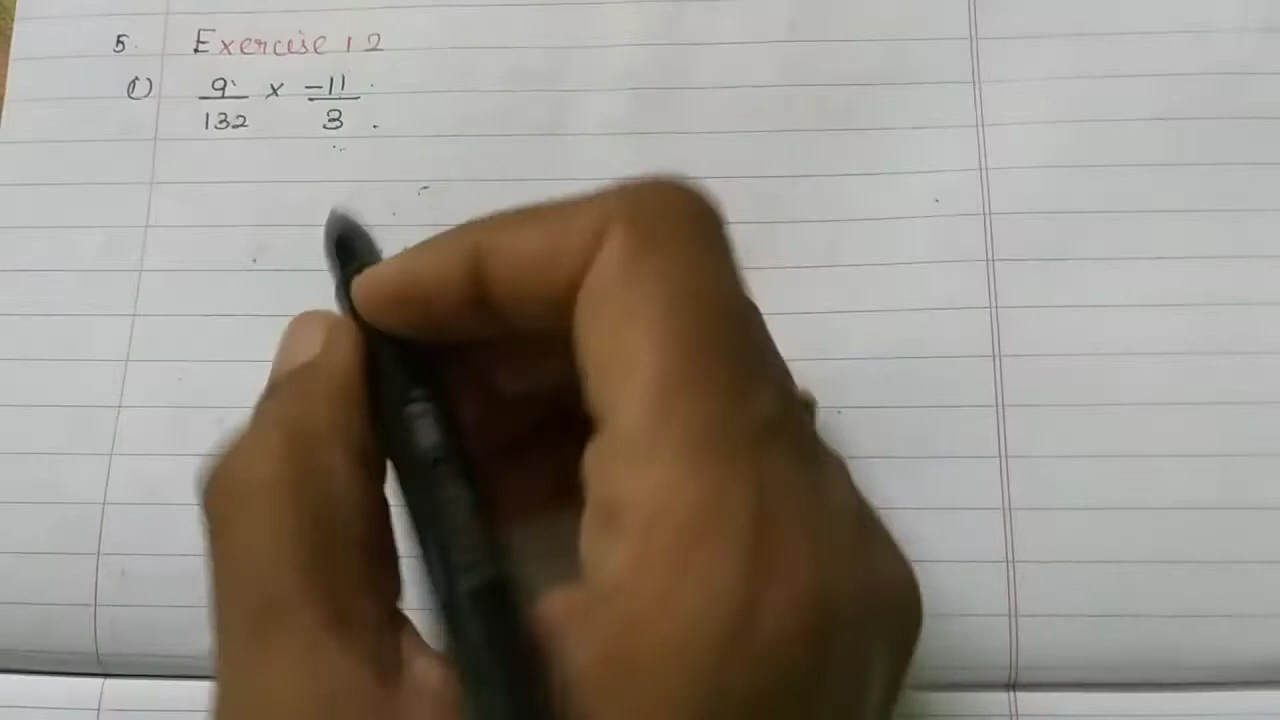 5. Exercise 1 2
(i) 9/132 × -11/3 .